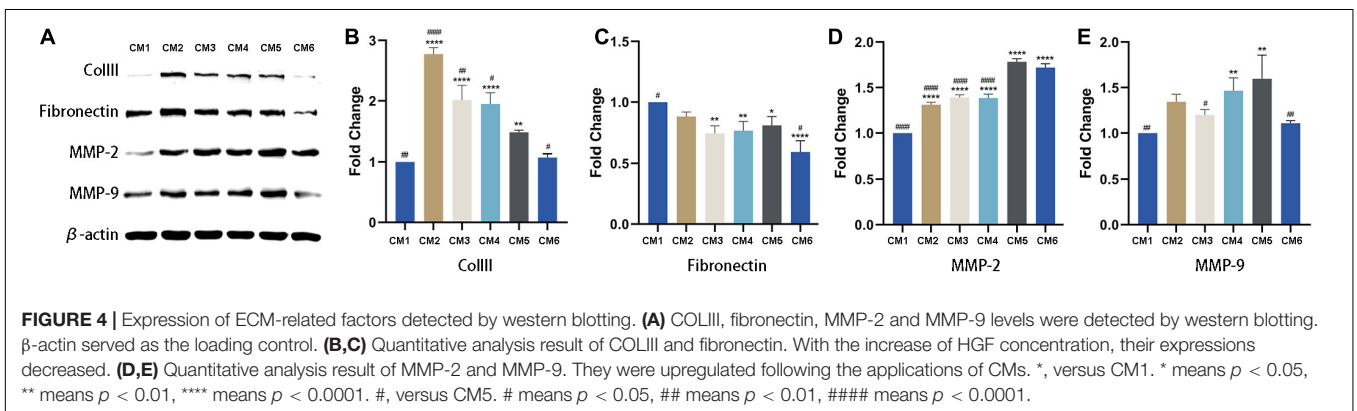 A
CM1 CM2 CM3 CM4 CM5 CM6
ColIII
Fibronectin
MMP-2
MMP-9
β-actin
B
Fold Change
3
2
1
0
##
###
****
##
****
#
****
**
#
CM1 CM2 CM3 CM4 CM5 CM6
ColIII
C
Fold Change
1.5
1.0
0.5
0.0
#
**
**
*
#
****
CM1 CM2 CM3 CM4 CM5 CM6
Fibronectin
D
Fold Change
2.0
1.5
1.0
0.5
0.0
####
####
****
####
****
####
****
****
****
CM1 CM2 CM3 CM4 CM5 CM6
MMP-2
E
Fold Change
2.0
1.5
1.0
0.5
0.0
##
#
**
**
##
CM1 CM2 CM3 CM4 CM5 CM6
MMP-9
FIGURE 4 | Expression of ECM-related factors detected by western blotting. (A) COLIII, fibronectin, MMP-2 and MMP-9 levels were detected by western blotting.
β-actin served as the loading control. (B,C) Quantitative analysis result of COLIII and fibronectin. With the increase of HGF concentration, their expressions
decreased. (D,E) Quantitative analysis result of MMP-2 and MMP-9. They were upregulated following the applications of CMs. *, versus CM1. * means p < 0.05,
** means p < 0.01, **** means p < 0.0001. #, versus CM5. # means p < 0.05, ## means p < 0.01, #### means p < 0.0001.